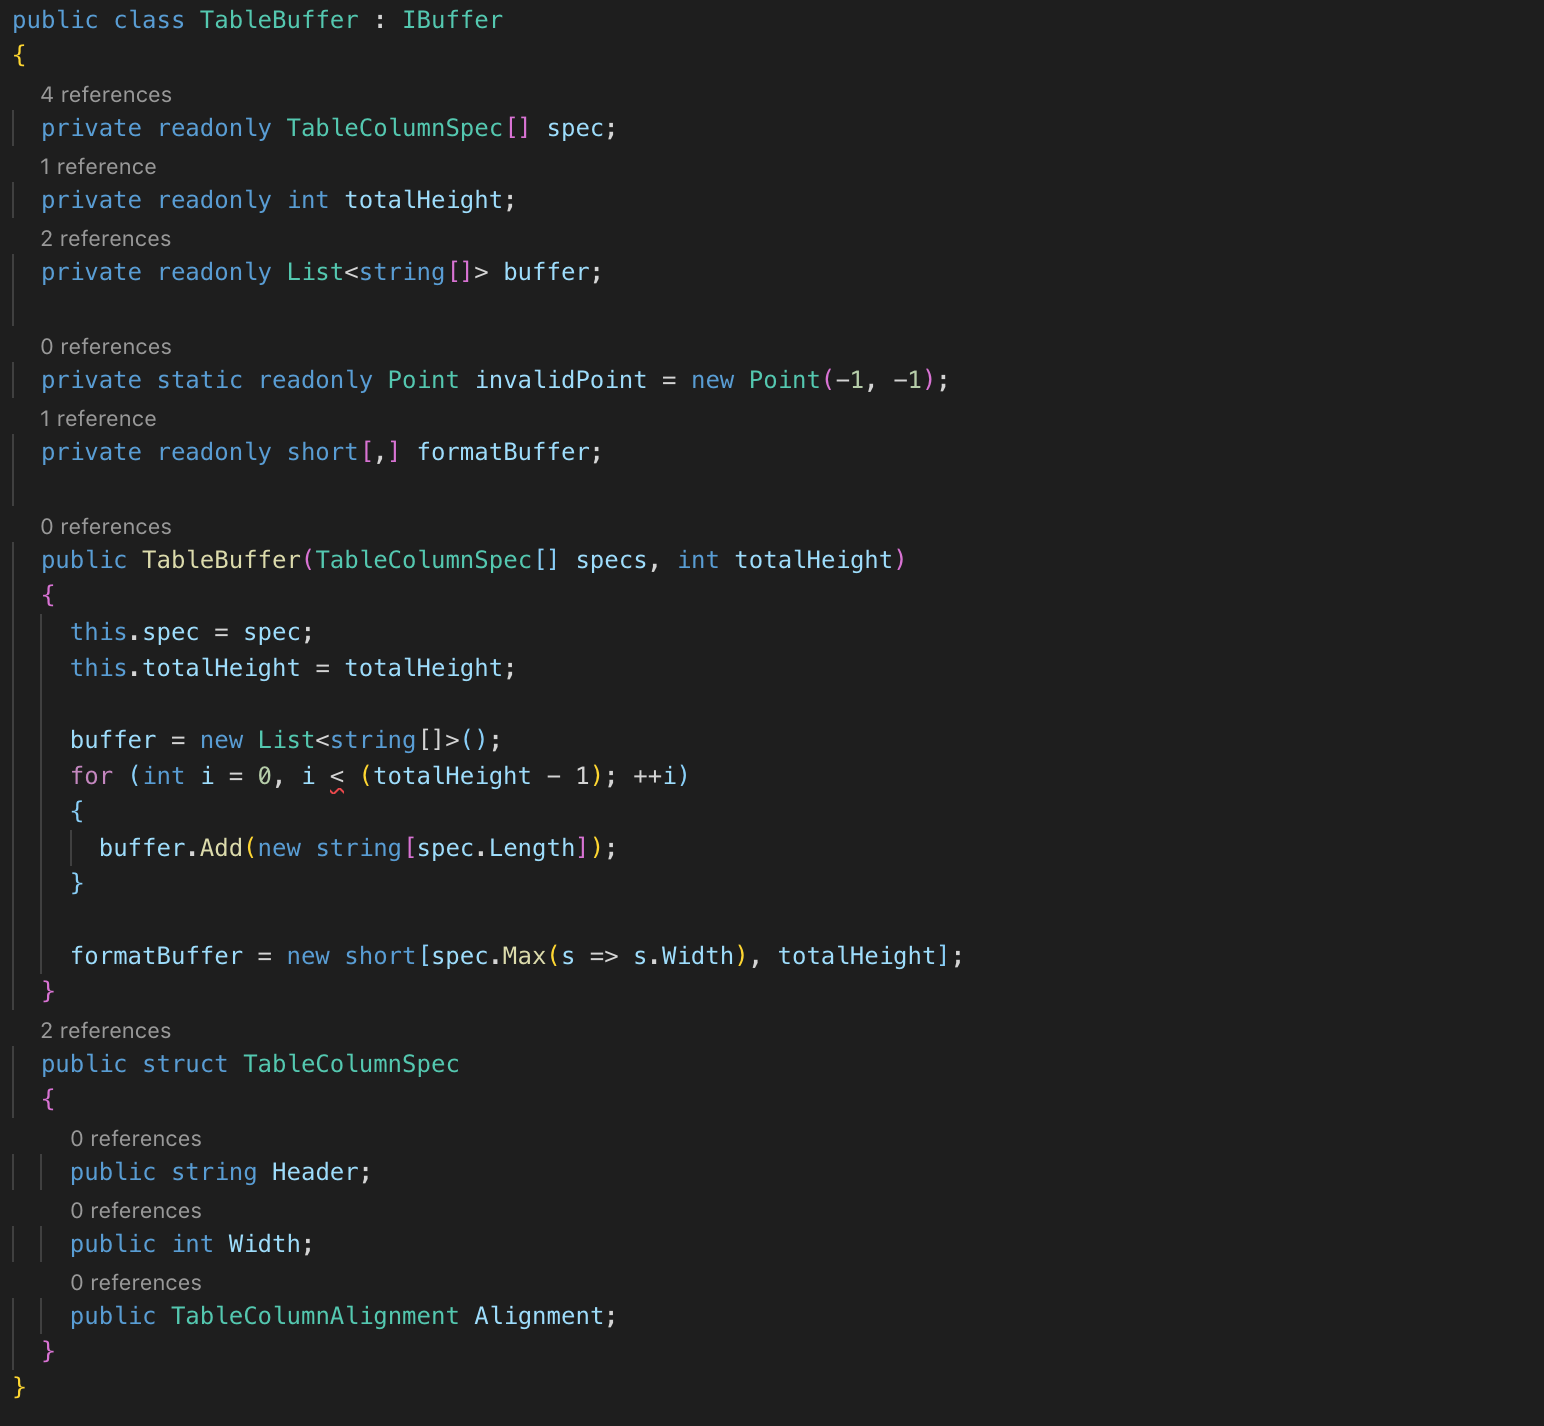 public class TableBuffer : IBuffer
{
4 references
private readonly TableColumnSpec[] spec;
1 reference
private readonly int totalHeight;
2 references
private readonly List<string[]> buffer;
0 references
private static readonly Point invalidPoint = new Point(-1, -1);
1 reference
private readonly short[,] formatBuffer;
0 references
public TableBuffer(TableColumnSpec[] specs, int totalHeight)
{
this.spec = spec;
this.totalHeight = totalHeight;
buffer = new List<string[]>();
for (int i = 0, i < (totalHeight - 1); ++i)
{
buffer.Add(new string[spec.Length]);
}
formatBuffer = new short[spec.Max(s => s.Width), totalHeight];
}
2 references
public struct TableColumnSpec
{
0 references
public string Header;
0 references
public int Width;
0 references
public TableColumnAlignment Alignment;
}
}